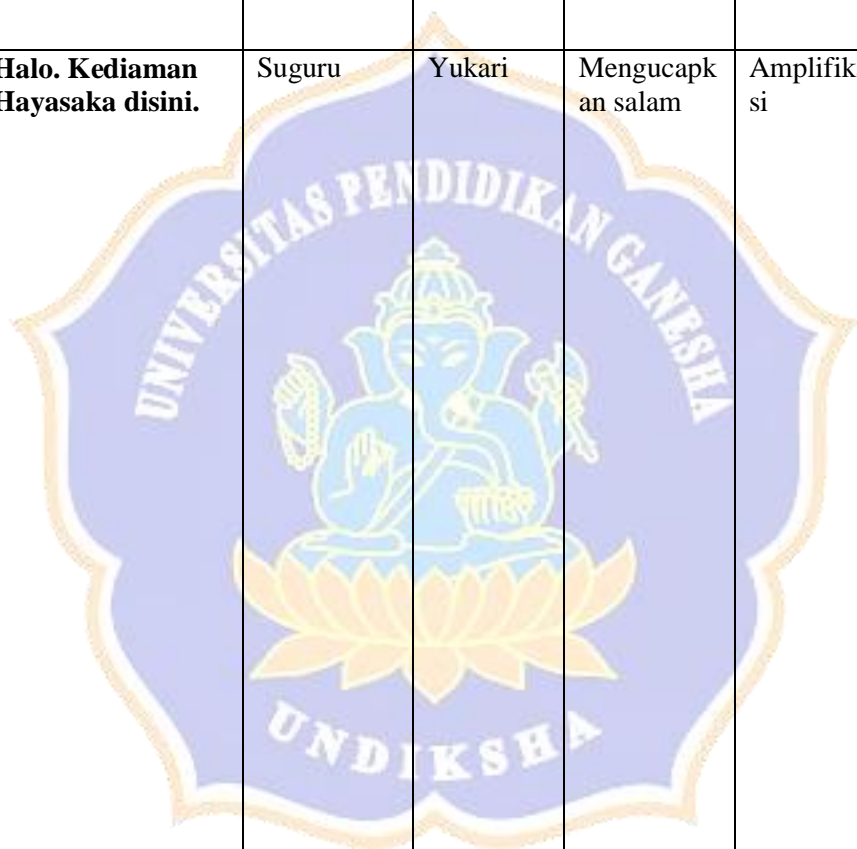 Halo. Kediaman Suguru Yukari Mengucapk Amplifik
Hayasaka disini. an salam si
UNIVERSITAS PENDIDIKAN GANESHA
UNDIKSHA